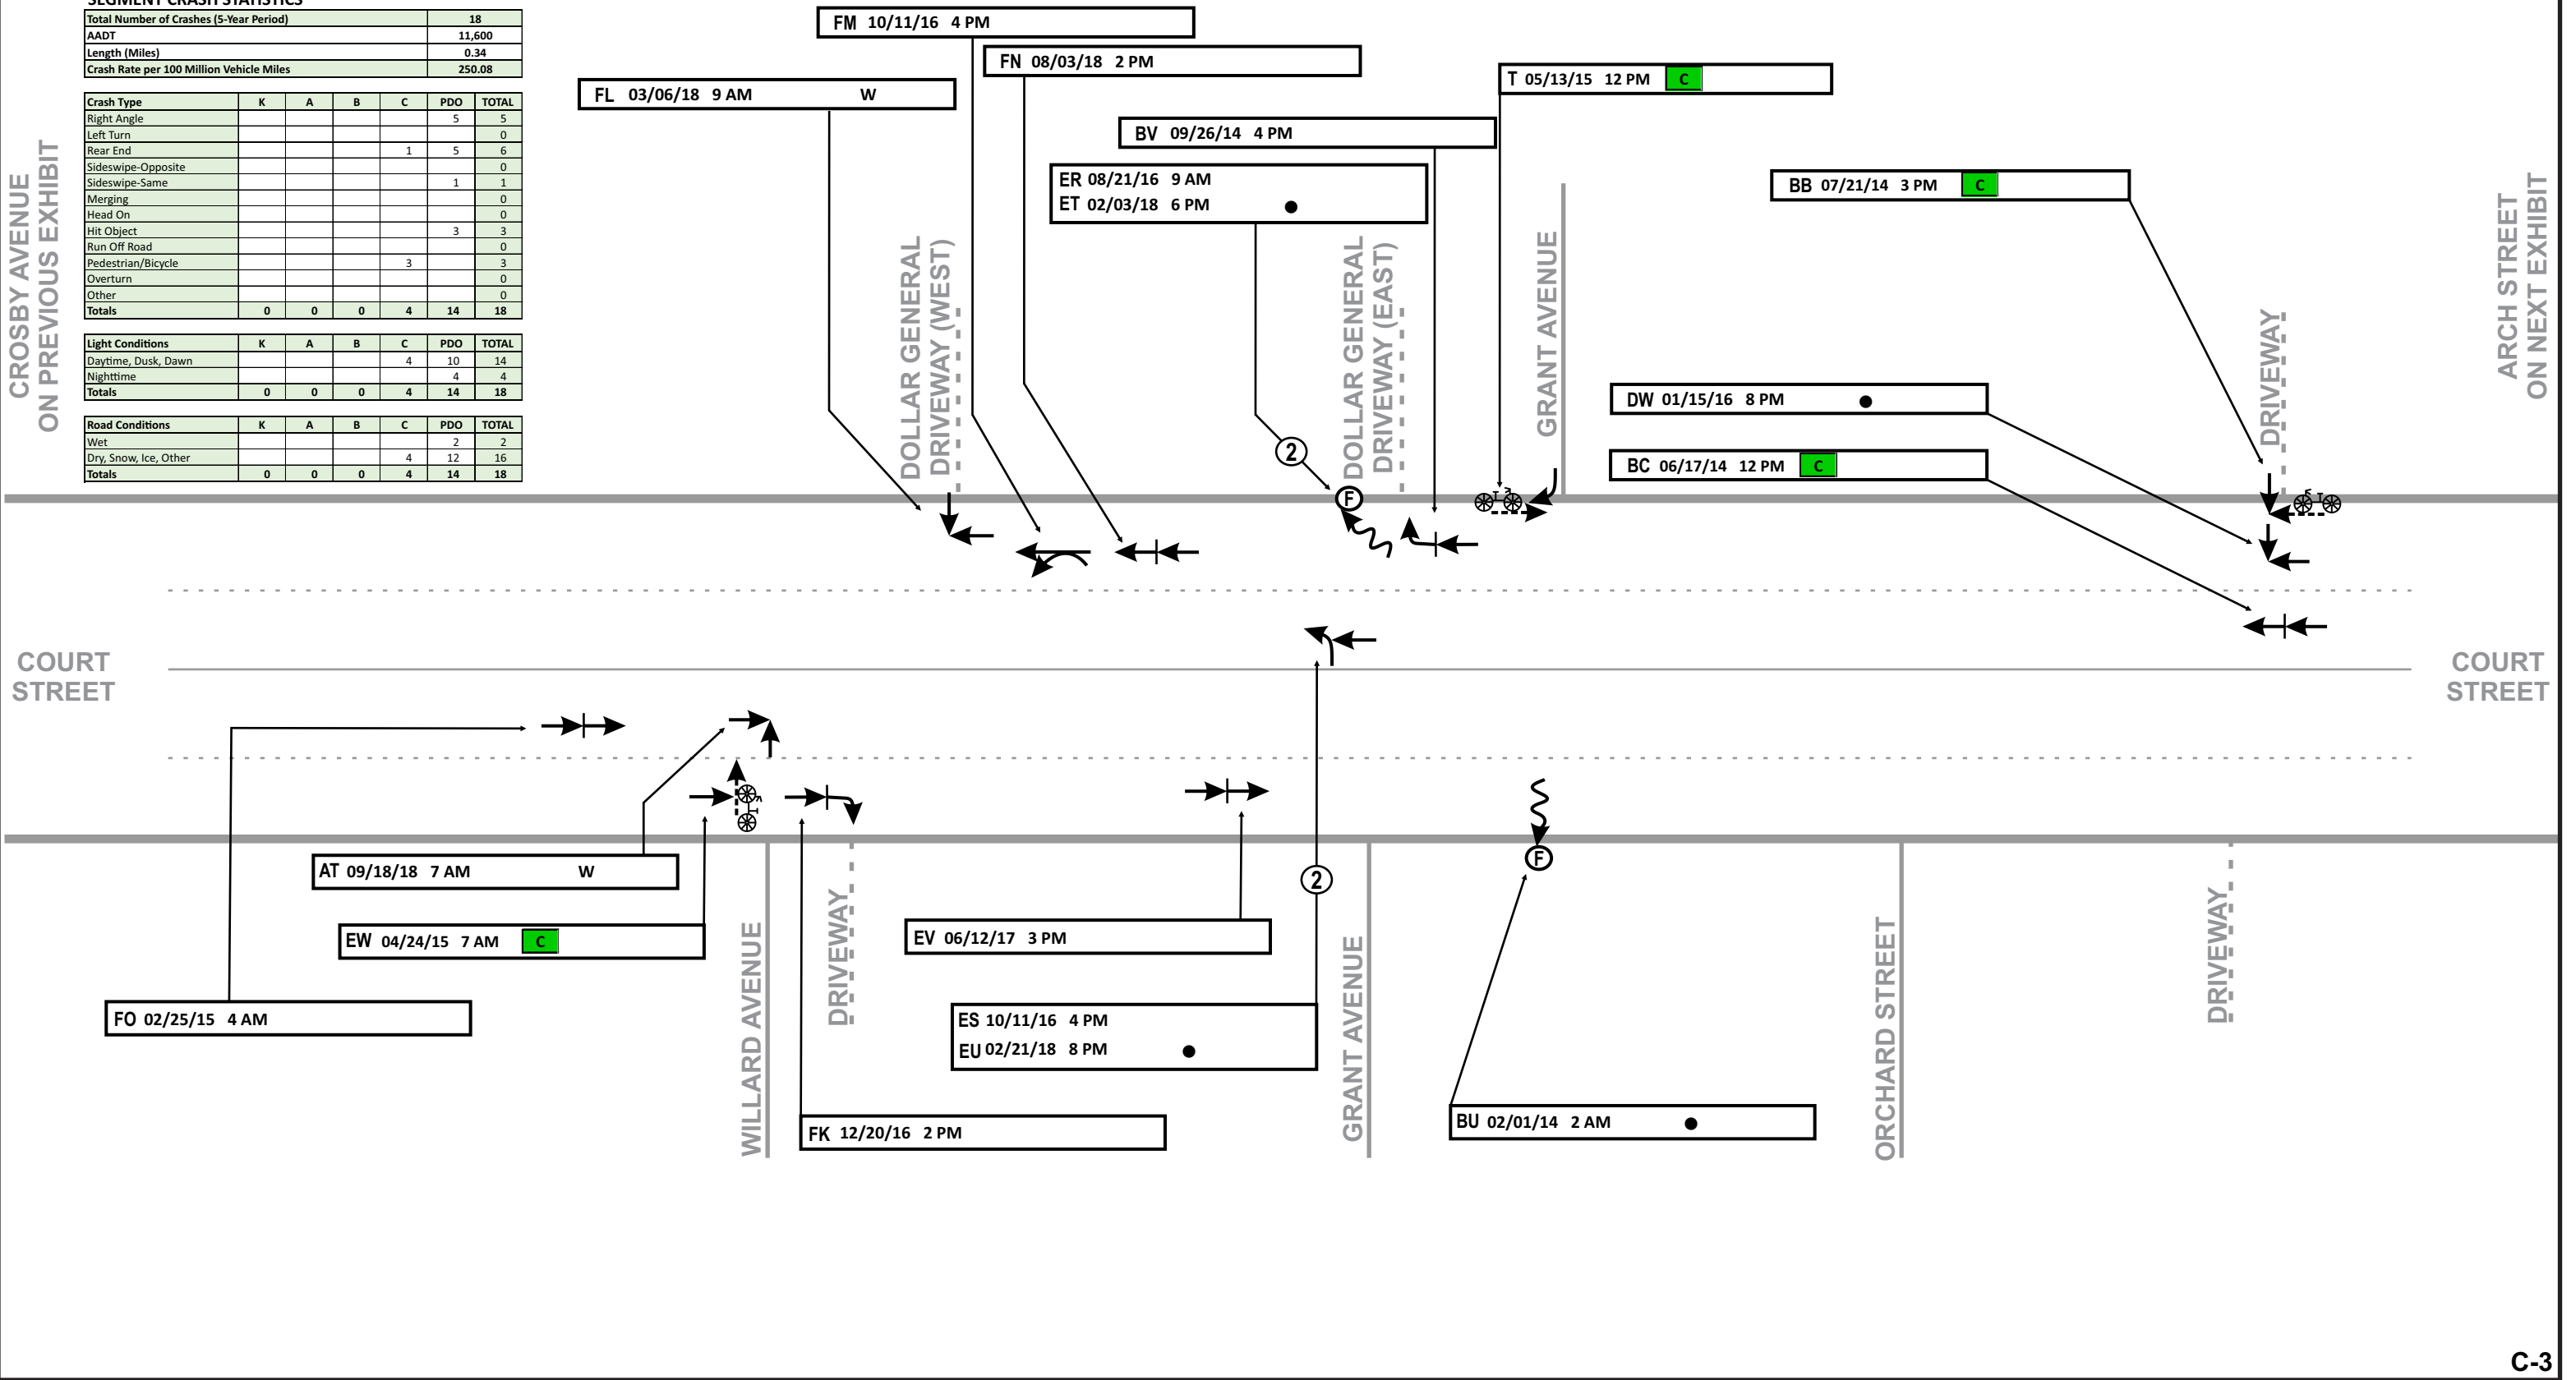 SEGMENT CRASH STATISTICS
Total Number of Crashes (5-Year Period) 18
AADT 11,600
Length (Miles) 0.34
Crash Rate per 100 Million Vehicle Miles 250.08
Crash Type K A B C PDO TOTAL
Right Angle 5 5
Left Turn 0
Rear End 1 5 6
Sideswipe-Opposite 0
Sideswipe-Same 1 1
Merging 0
Head On 0
Hit Object 3 3
Run Off Road 0
Pedestrian/Bicycle 3 3
Overturn 0
Other 0
Totals 0 0 0 4 14 18
Light Conditions K A B C PDO TOTAL
Daytime, Dusk, Dawn 4 10 14
Nighttime 4 4
Totals 0 0 0 4 14 18
Road Conditions K A B C PDO TOTAL
Wet 2 2
Dry, Snow, Ice, Other 4 12 16
Totals 0 0 0 4 14 18
CROSBY AVENUE
ON PREVIOUS EXHIBIT
FM 10/11/16 4 PM
FN 08/03/18 2 PM
FL 03/06/18 9 AM W
T 05/13/15 12 PM C
BV 09/26/14 4 PM
ER 08/21/16 9 AM
ET 02/03/18 6 PM
BB 07/21/14 3 PM C
DOLLAR GENERAL
DRIVEWAY (WEST)
DOLLAR GENERAL
DRIVEWAY (EAST)
GRANT AVENUE
DRIVEWAY
ARCH STREET
ON NEXT EXHIBIT
DW 01/15/16 8 PM
BC 06/17/14 12 PM C
2
F
COURT
STREET
COURT
STREET
AT 09/18/18 7 AM W
EW 04/24/15 7 AM C
FO 02/25/15 4 AM
WILLARD AVENUE
DRIVEWAY
EV 06/12/17 3 PM
2
ES 10/11/16 4 PM
EU 02/21/18 8 PM
FK 12/20/16 2 PM
GRANT AVENUE
F
BU 02/01/14 2 AM
ORCHARD STREET
DRIVEWAY
C-3